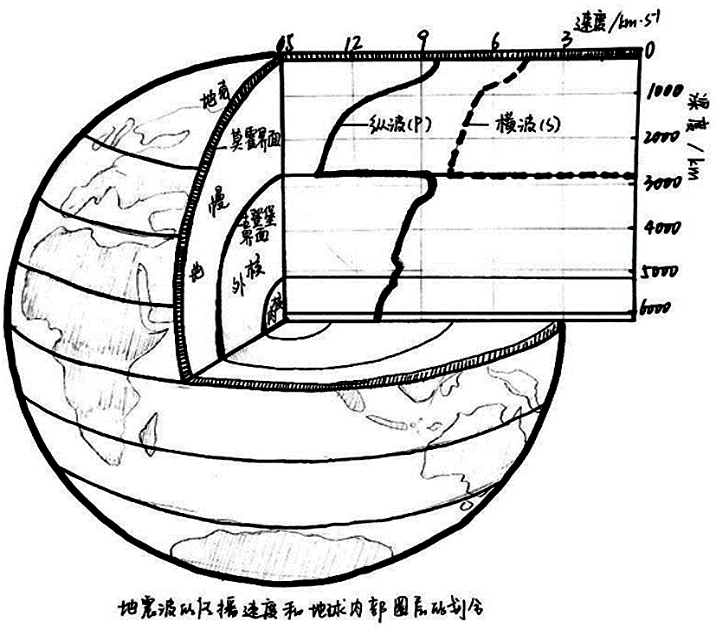 速度/km·s⁻¹
15 12 9 6 3 0
1000
2000
3000
4000
5000
6000
深度/km
纵波(P)
横波(S)
地壳
莫霍界面
地慢
古登堡
界面
外核
内核
地震波的传播速度和地球内部圈层的划分